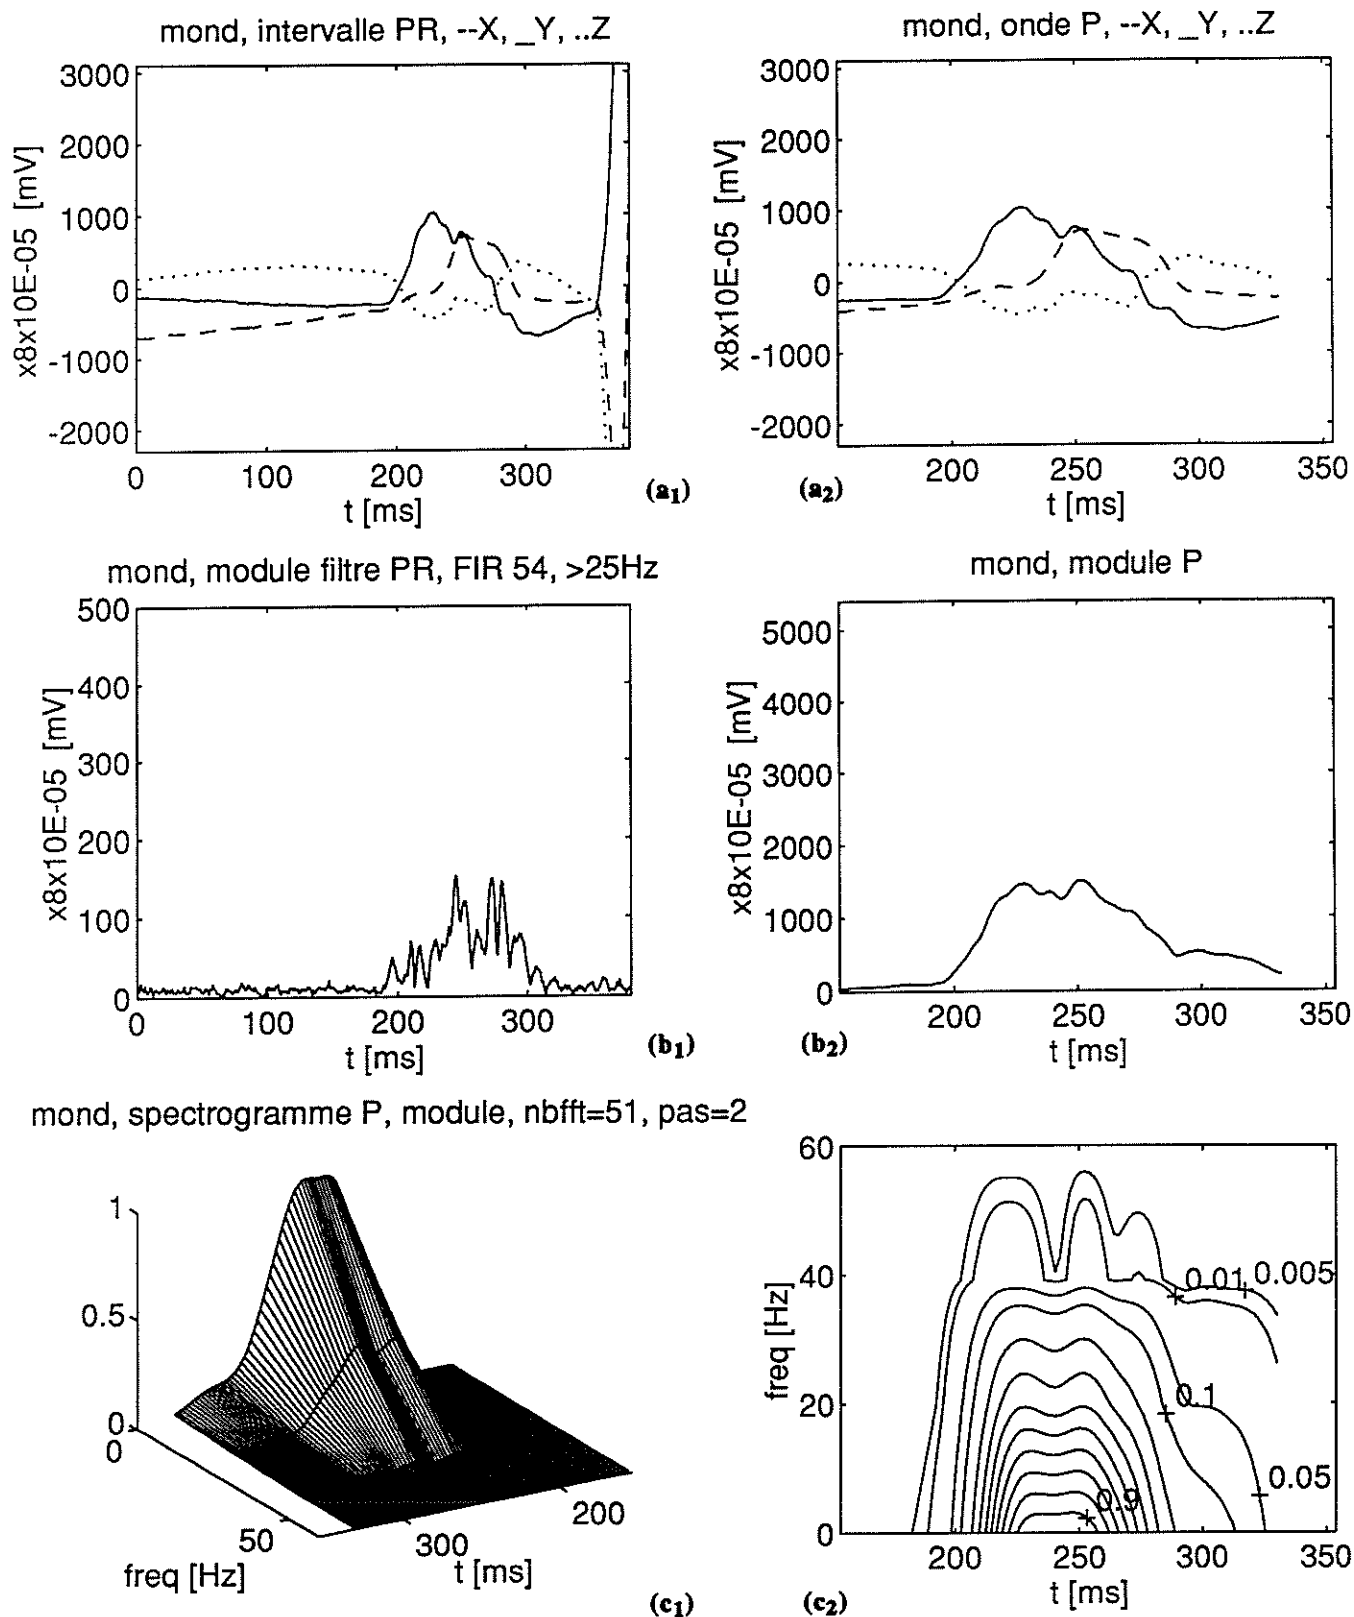 mond, intervalle PR, --X, _Y, ..Z
3000
2000
1000
0
-1000
-2000
x8x10E-05 [mV]
0
100
200
300
t [ms]
(a1)
mond, onde P, --X, _Y, ..Z
3000
2000
1000
0
-1000
-2000
x8x10E-05 [mV]
200
250
300
350
t [ms]
(a2)
mond, module filtre PR, FIR 54, >25Hz
500
400
300
200
100
0
x8x10E-05 [mV]
0
100
200
300
t [ms]
(b1)
mond, module P
5000
4000
3000
2000
1000
0
x8x10E-05 [mV]
200
250
300
350
t [ms]
(b2)
mond, spectrogramme P, module, nbfft=51, pas=2
1
0.5
0
0
50
freq [Hz]
300
200
t [ms]
(c1)
60
40
20
0
freq [Hz]
0.01
0.005
0.1
0.05
0.9
200
250
300
350
t [ms]
(c2)